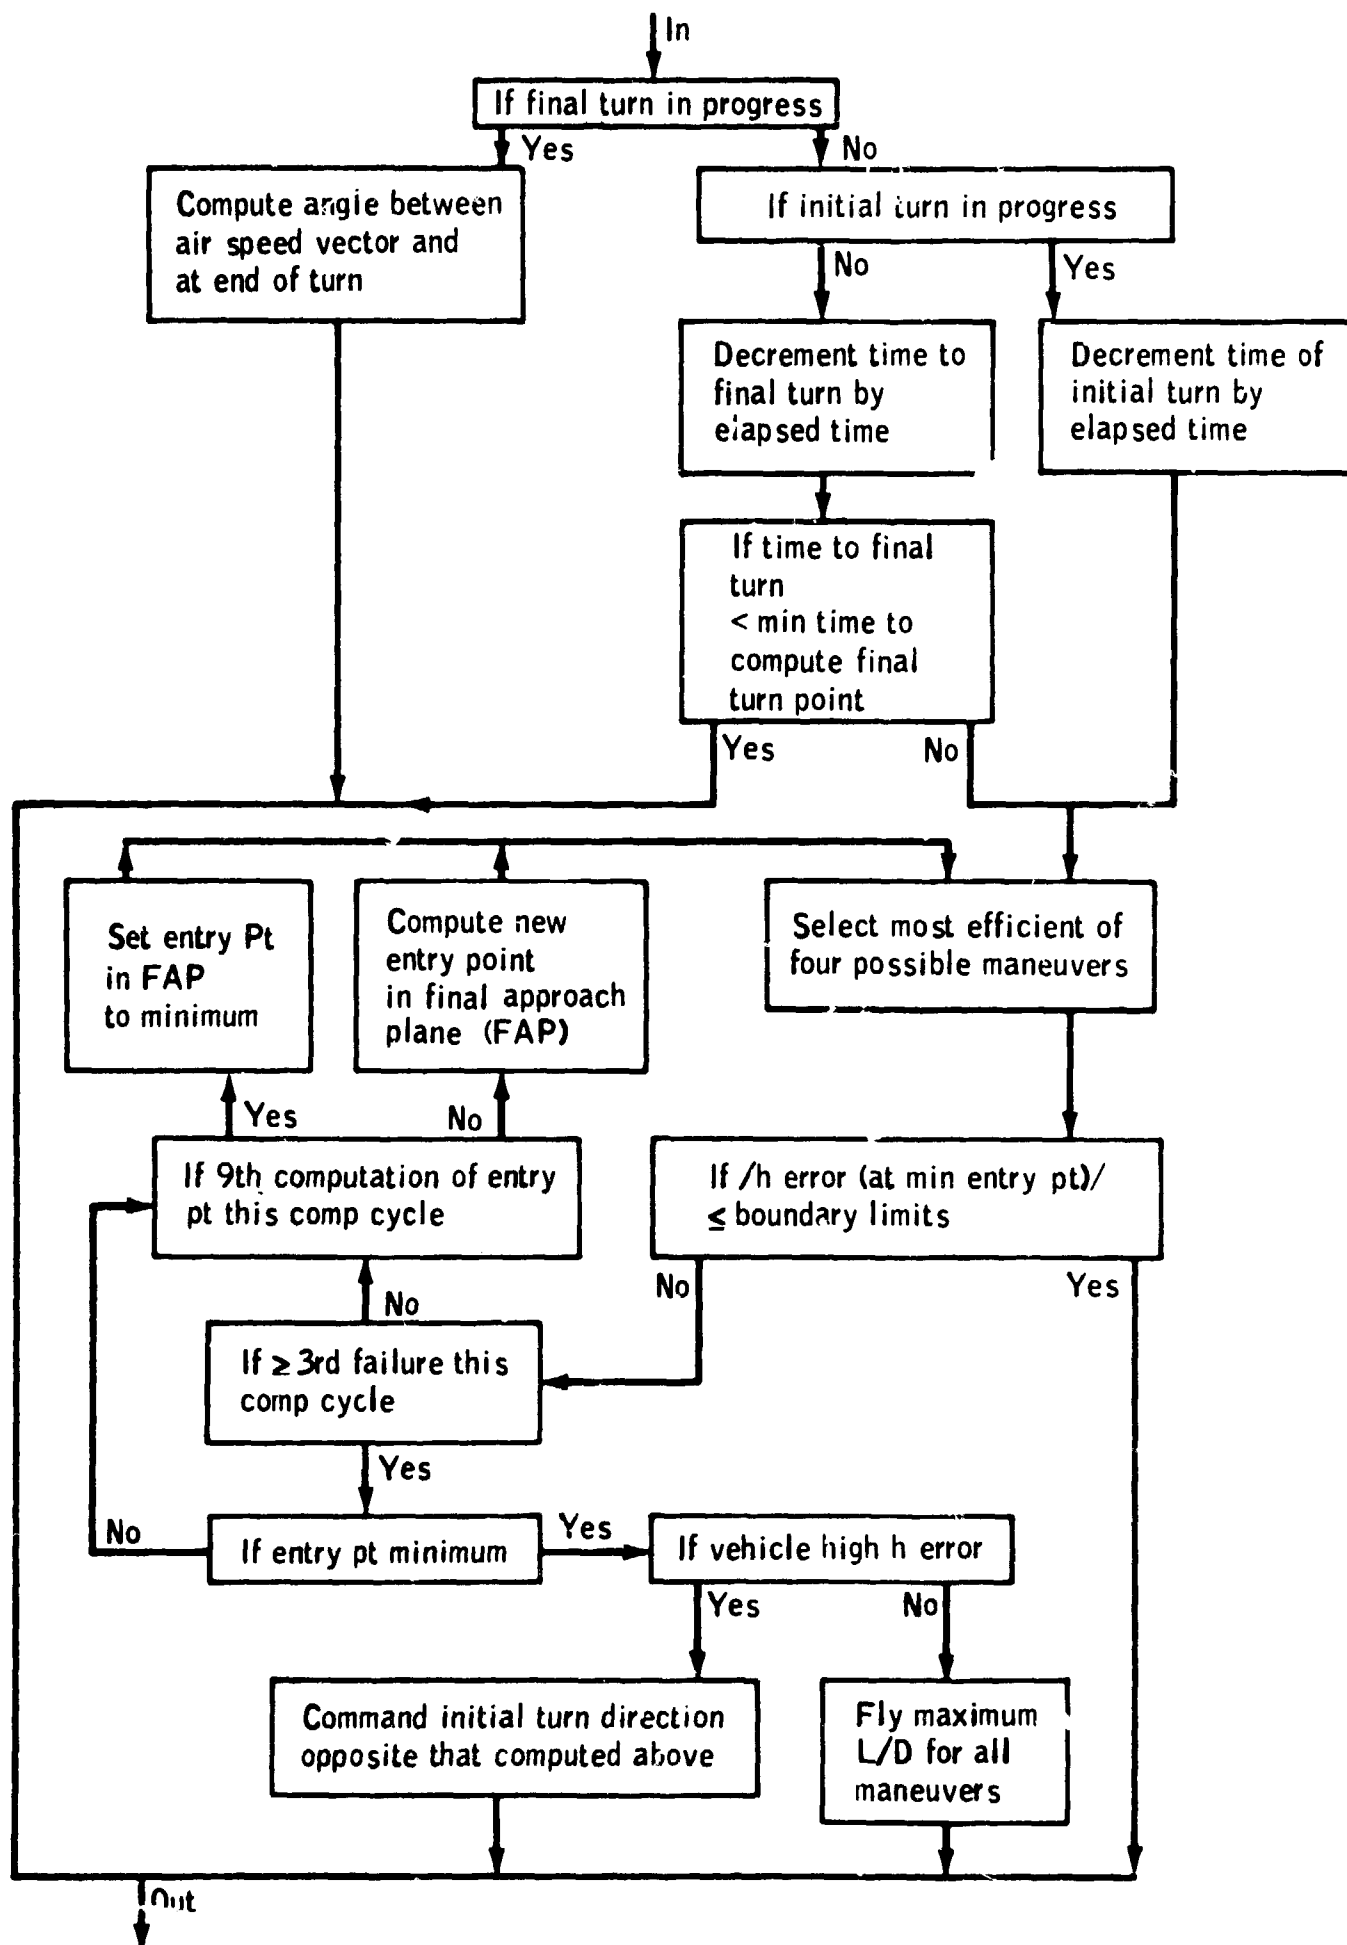 In
If final turn in progress
Yes
No
Compute angle between
air speed vector and
at end of turn
If initial turn in progress
No
Yes
Decrement time to
final turn by
elapsed time
Decrement time of
initial turn by
elapsed time
If time to final
turn
< min time to
compute final
turn point
Yes
No
Set entry Pt
in FAP
to minimum
Compute new
entry point
in final approach
plane (FAP)
Select most efficient of
four possible maneuvers
Yes
No
If 9th computation of entry
pt this comp cycle
If /h error (at min entry pt)/
≤ boundary limits
No
Yes
No
If ≥ 3rd failure this
comp cycle
Yes
No
If entry pt minimum
Yes
If vehicle high h error
Yes
No
Command initial turn direction
opposite that computed above
Fly maximum
L/D for all
maneuvers
Out